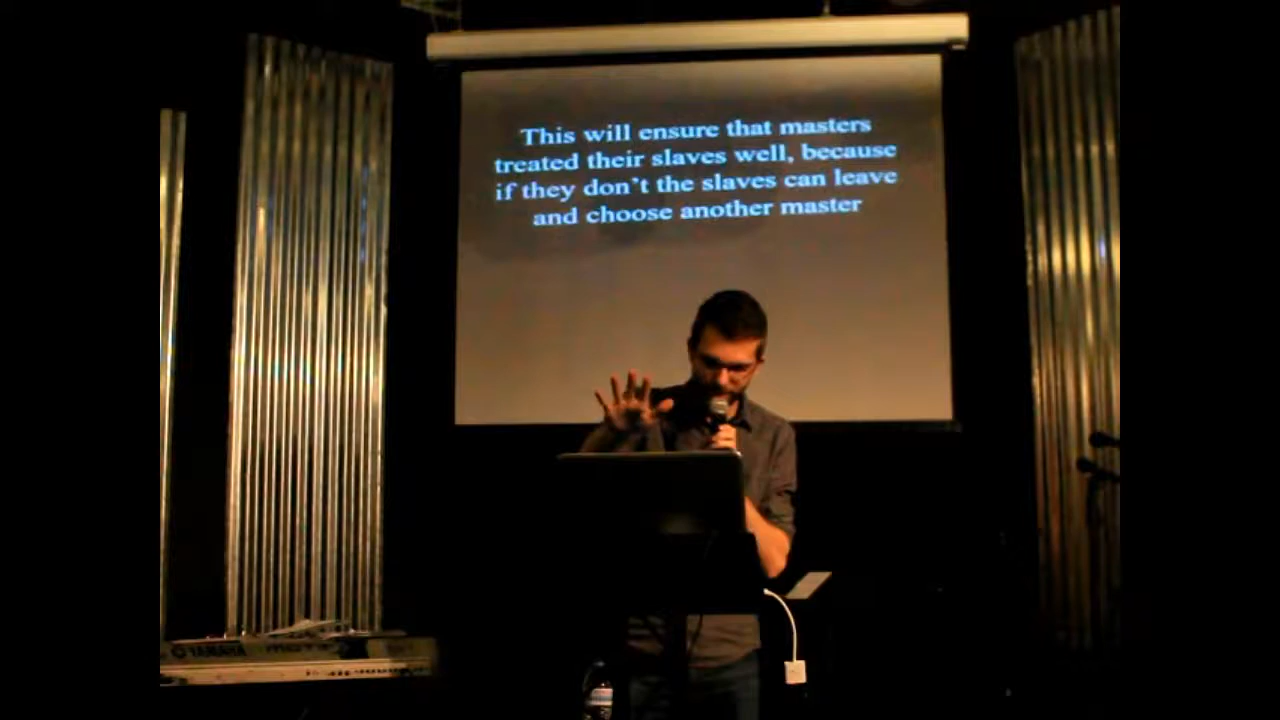 This will ensure that masters
treated their slaves well, because
if they don't the slaves can leave
and choose another master
YAMAHA